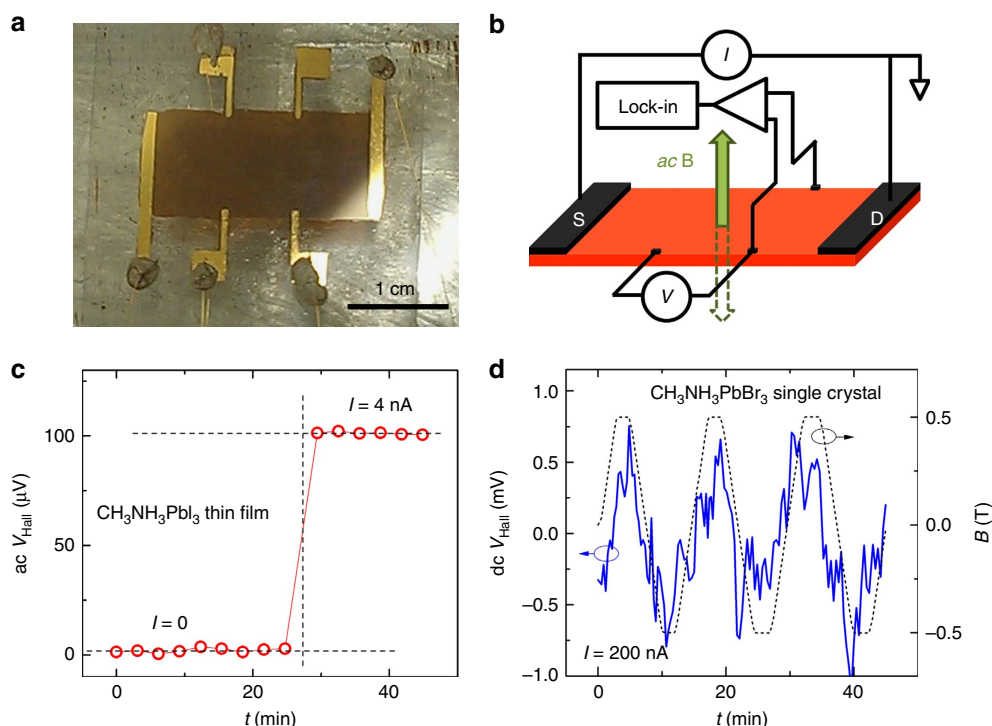 a
1 cm
b
I
Lock-in
ac B
S
D
V
c
ac V_Hall (µV)
100
50
0
I = 4 nA
CH₃NH₃PbI₃ thin film
I = 0
0
20
40
t (min)
d
dc V_Hall (mV)
1.0
0.5
0.0
−0.5
−1.0
CH₃NH₃PbBr₃ single crystal
I = 200 nA
0.5
0.0
−0.5
B (T)
0
20
40
t (min)